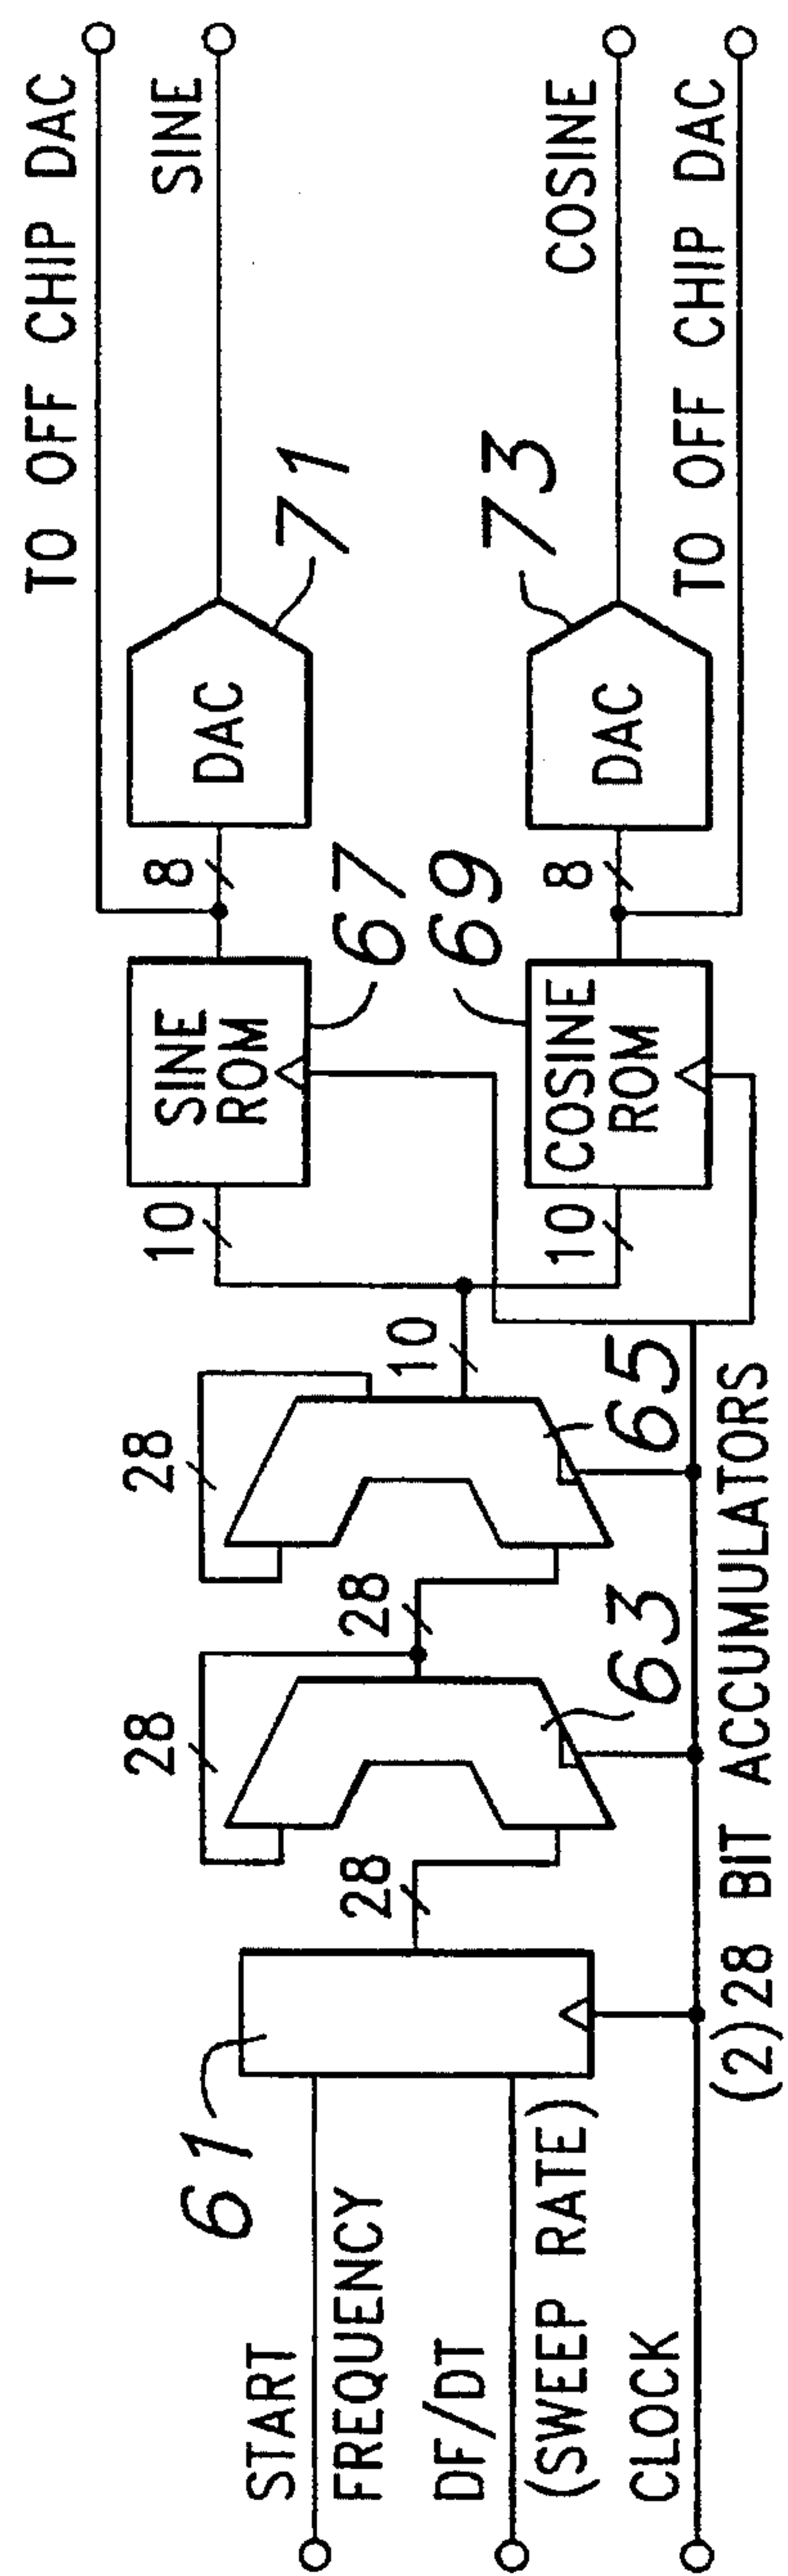 START
FREQUENCY
DF/DT
(SWEEP RATE)
CLOCK
61
28
28
63
28
28
65
(2)28 BIT ACCUMULATORS
10
10
10
SINE
ROM
67
COSINE
ROM
69
8
8
DAC
71
DAC
73
TO OFF CHIP DAC
SINE
COSINE
TO OFF CHIP DAC